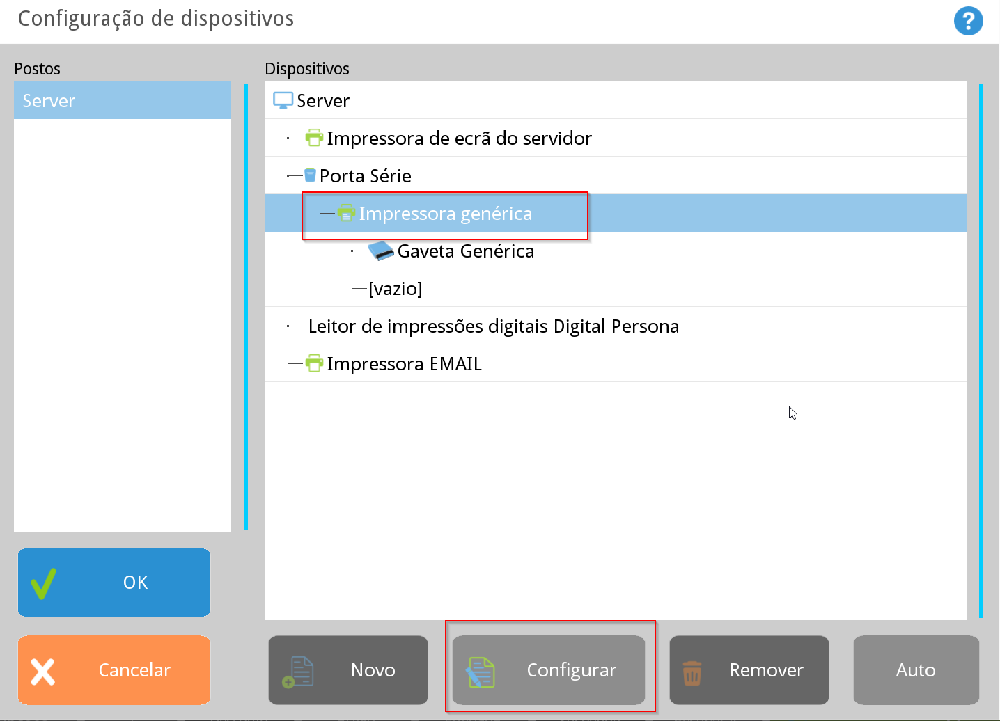 Configuração de dispositivos
?
Postos
Dispositivos
Server
Server
Impressora de ecrã do servidor
Porta Série
Impressora genérica
Gaveta Genérica
[vazio]
Leitor de impressões digitais Digital Persona
Impressora EMAIL
OK
Cancelar
Novo
Configurar
Remover
Auto